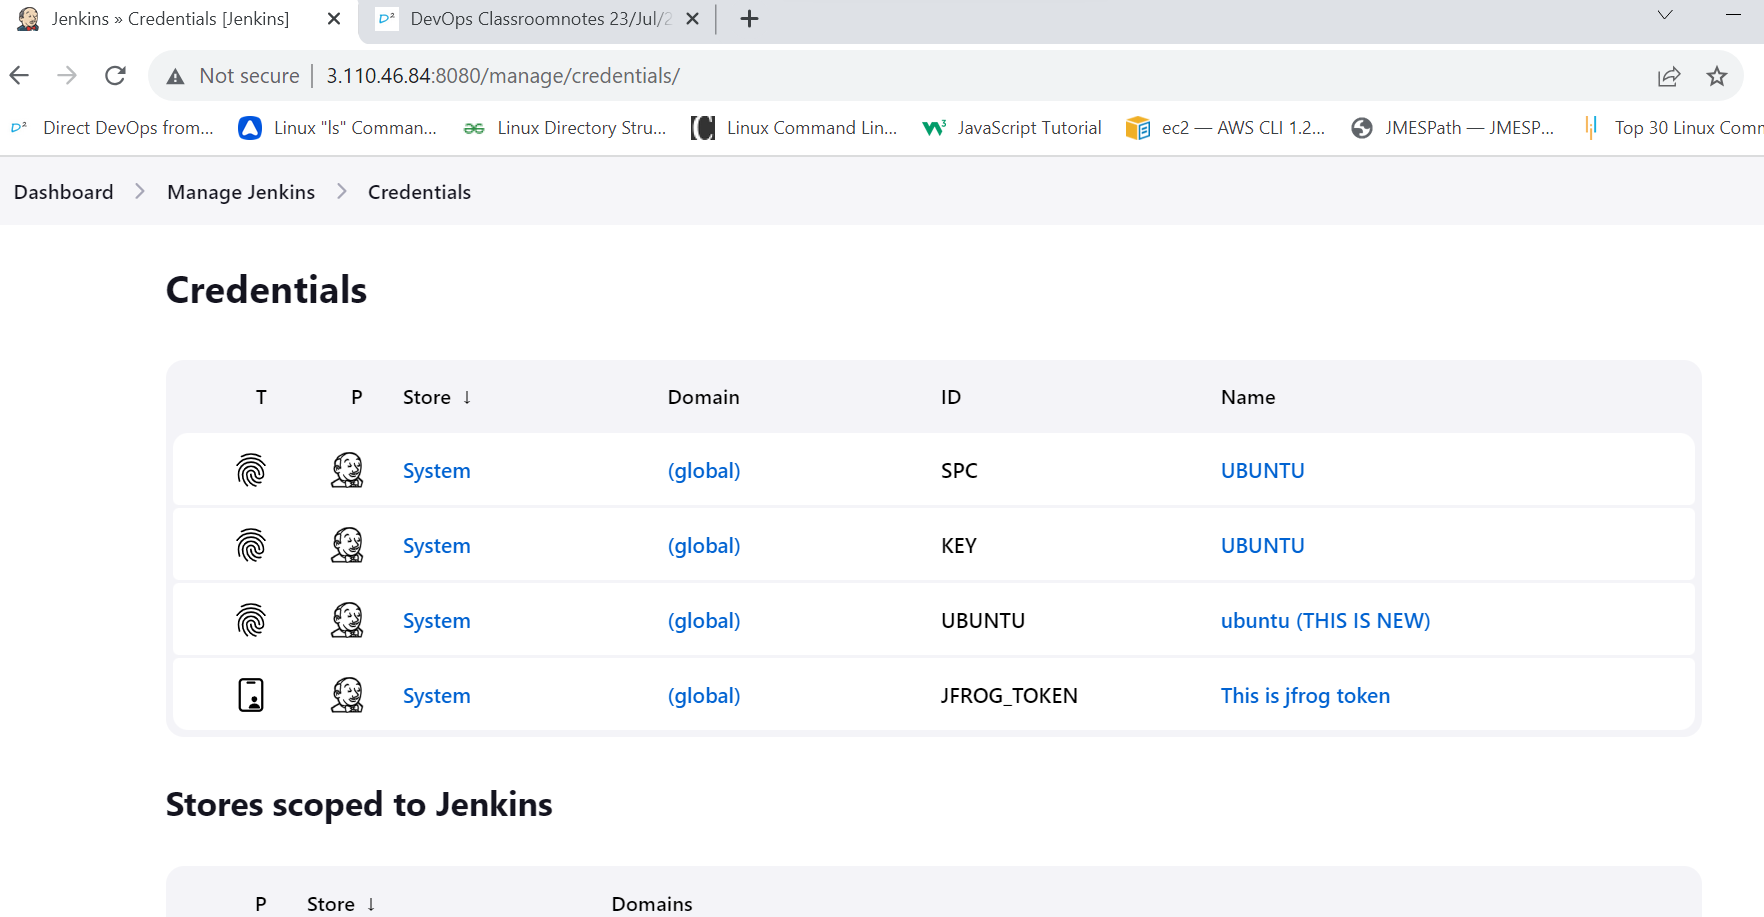 Jenkins » Credentials [Jenkins] DevOps Classroomnotes 23/Jul/2
Not secure 3.110.46.84:8080/manage/credentials/
D² Direct DevOps from... Linux "ls" Comman... Linux Directory Stru... Linux Command Lin... JavaScript Tutorial ec2 — AWS CLI 1.2... JMESPath — JMESP... Top 30 Linux Comm
Dashboard Manage Jenkins Credentials
Credentials
T P Store ↓ Domain ID Name
System (global) SPC UBUNTU
System (global) KEY UBUNTU
System (global) UBUNTU ubuntu (THIS IS NEW)
System (global) JFROG_TOKEN This is jfrog token
Stores scoped to Jenkins
P Store ↓ Domains